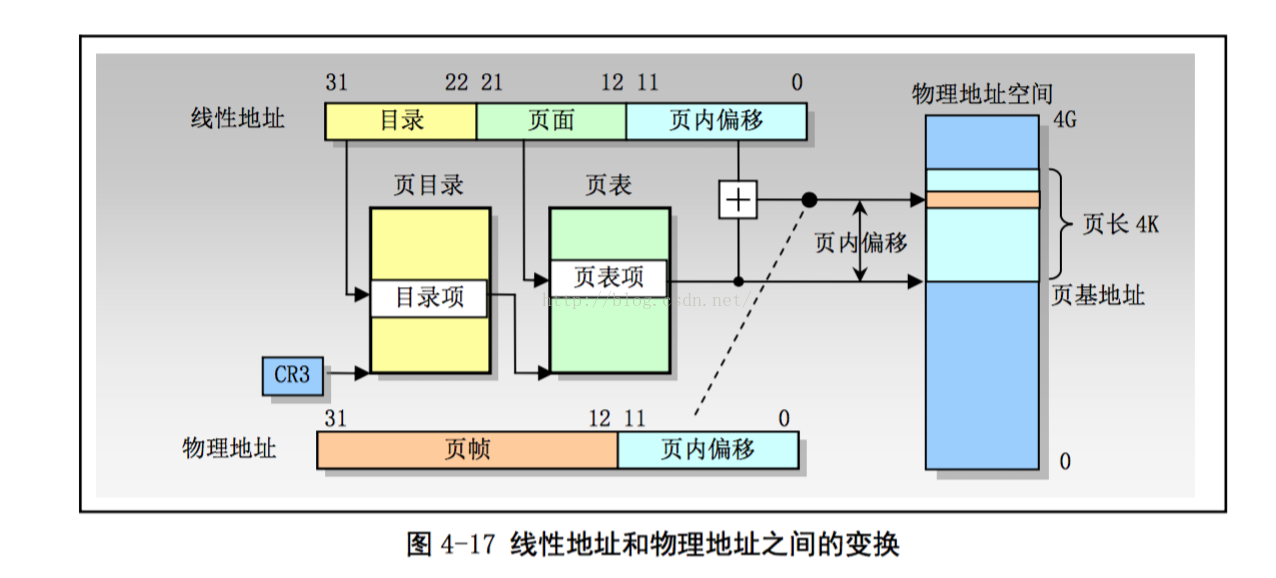 31 22 21 12 11 0
线性地址 目录 页面 页内偏移
物理地址空间
4G
页目录 页表
页内偏移
页长 4K
目录项 页表项
http://blog.csdn.net/
页基地址
CR3
31 12 11 0
物理地址 页帧 页内偏移
0
图 4-17 线性地址和物理地址之间的变换